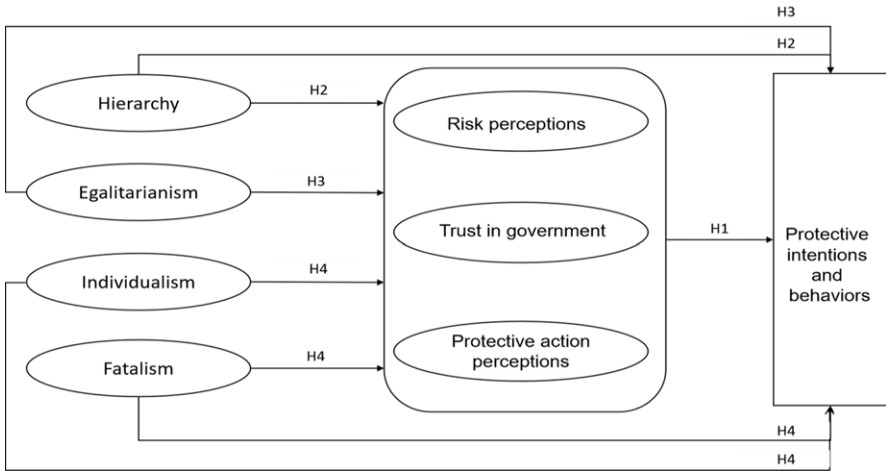 H3
H2
Hierarchy
H2
Risk perceptions
Egalitarianism
H3
Trust in government
H1
Protective
intentions
and
behaviors
Individualism
H4
Protective action
perceptions
Fatalism
H4
H4
H4